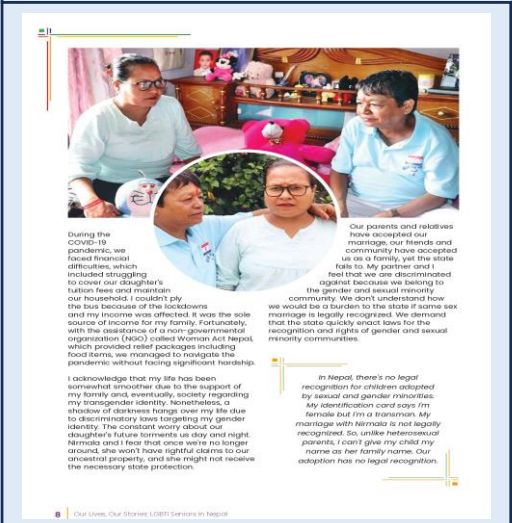 During the
COVID-19
pandemic, we
faced financial
difficulties, which
included struggling
to cover our daughter's
tuition fees and maintain
our household. I couldn't ply
the bus because of the lockdowns
and my income was affected. It was the sole
source of income for my family. Fortunately,
with the assistance of a non-governmental
organization (NGO) called Woman Act Nepal,
which provided relief packages including
food items, we managed to navigate the
pandemic without facing significant hardship.
I acknowledge that my life has been
somewhat smoother due to the support of
my family and, eventually, society regarding
my transgender identity. Nonetheless, a
shadow of darkness hangs over my life due
to discriminatory laws targeting my gender
identity. The constant worry about our
daughter's future torments us day and night.
Nirmala and I fear that once we're no longer
around, she won't have rightful claims to our
ancestral property, and she might not receive
the necessary state protection.
Our parents and relatives
have accepted our
marriage, our friends and
community have accepted
us as a family, yet the state
fails to. My partner and I
feel that we are discriminated
against because we belong to
the gender and sexual minority
community. We don't understand how
we would be a burden to the state if same sex
marriage is legally recognized. We demand
that the state quickly enact laws for the
recognition and rights of gender and sexual
minority communities.
In Nepal, there's no legal
recognition for children adopted
by sexual and gender minorities.
My identification card says I'm
female but I'm a transman. My
marriage with Nirmala is not legally
recognized. So, unlike heterosexual
parents, I can't give my child my
name as her family name. Our
adoption has no legal recognition.
8 | Our Lives, Our Stories: LGBTI Seniors in Nepal